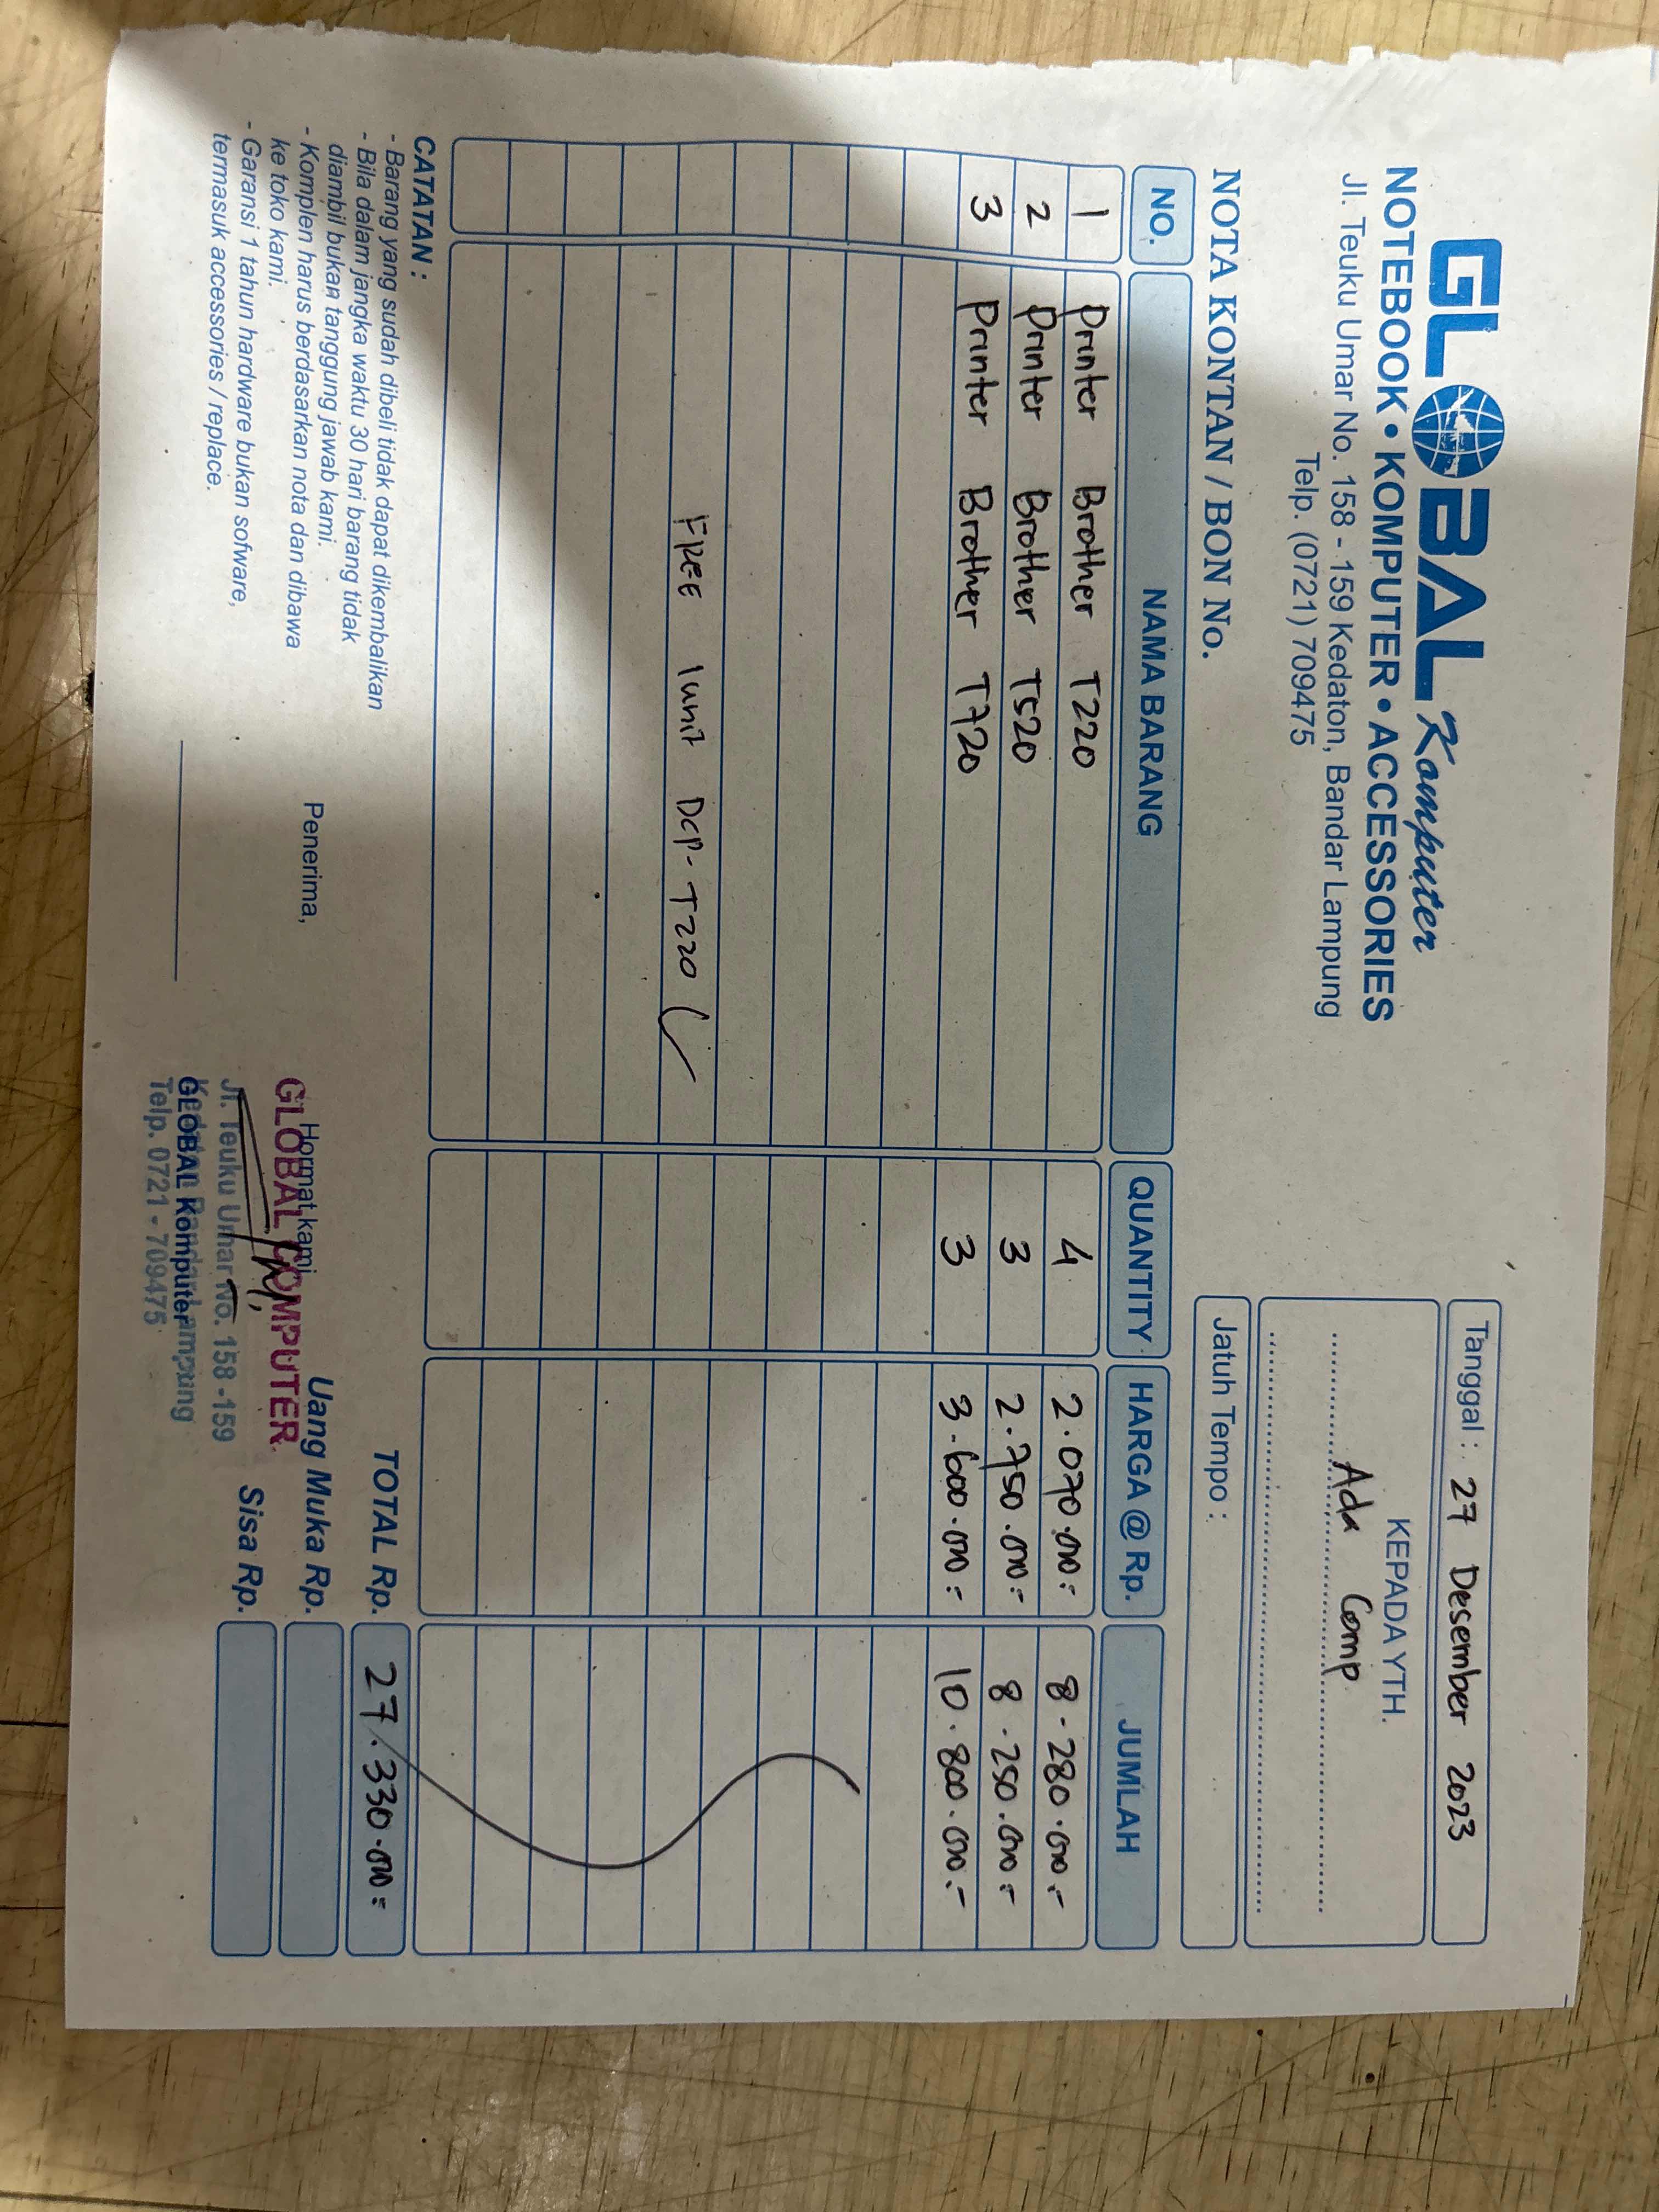 GLOBAL Komputer
NOTEBOOK • KOMPUTER • ACCESSORIES
Jl. Teuku Umar No. 158 - 159 Kedaton, Bandar Lampung
Telp. (0721) 709475
Tanggal : 27 Desember 2023
KEPADA YTH.
Ada Comp
NOTA KONTAN / BON No.
Jatuh Tempo :
NO. NAMA BARANG QUANTITY HARGA @ Rp. JUMLAH
1 Printer Brother T220 4 2.070.000.- 8.280.000.-
2 Printer Brother T520 3 2.750.000.- 8.250.000.-
3 Printer Brother T720 3 3.600.000.- 10.800.000.-
FREE 1unit DCP-T220
TOTAL Rp. 27.330.000.-
Uang Muka Rp.
Sisa Rp.
CATATAN :
- Barang yang sudah dibeli tidak dapat dikembalikan
- Bila dalam jangka waktu 30 hari barang tidak
diambil bukan tanggung jawab kami.
- Komplen harus berdasarkan nota dan dibawa
ke toko kami.
- Garansi 1 tahun hardware bukan sofware,
termasuk accessories / replace.
Penerima,
Hormat kami,
GLOBAL COMPUTER
Jl. Teuku Umar No. 158 -159
Kedaton Bandar Lampung
GLOBAL Komputer
Telp. 0721 - 709475